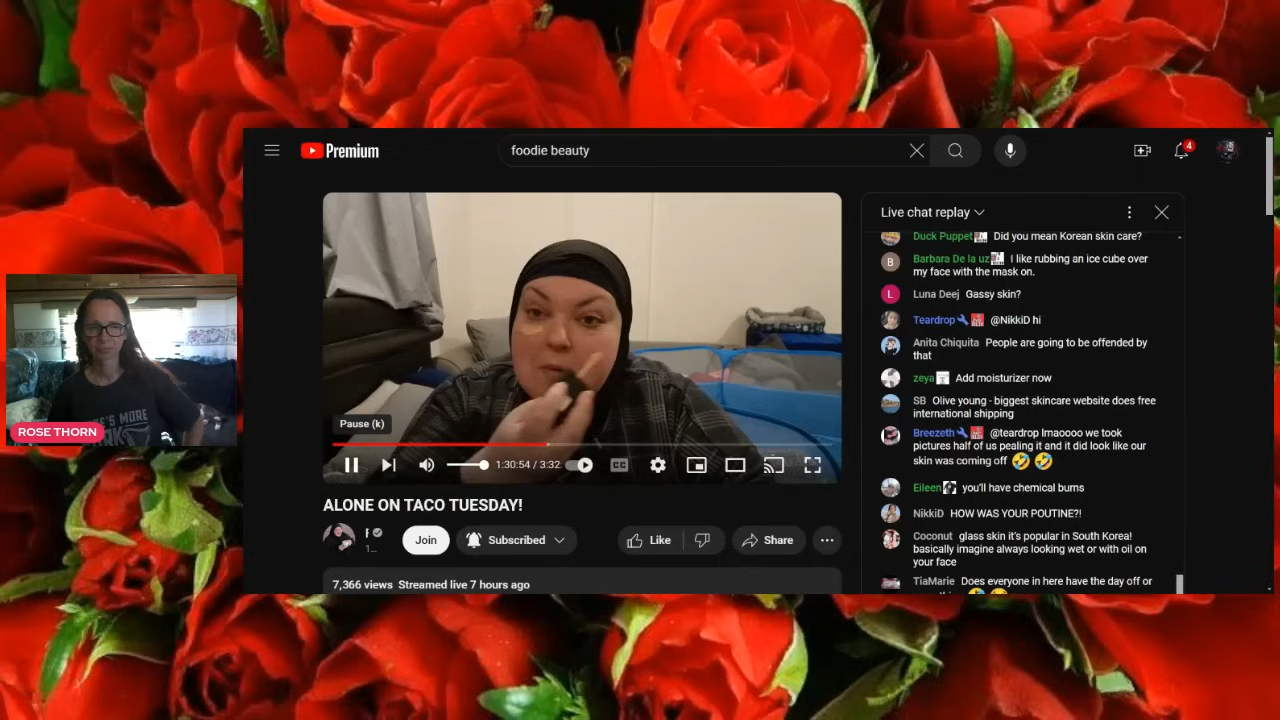 Premium
foodie beauty
4
Live chat replay
Duck Puppet Did you mean Korean skin care?
B
Barbara De la uz I like rubbing an ice cube over
my face with the mask on.
L
Luna Deej Gassy skin?
Teardrop @NikkiD hi
Anita Chiquita People are going to be offended by
that
zeya Add moisturizer now
SB Olive young - biggest skincare website does free
international shipping
Breezeth @teardrop lmaoooo we took
pictures half of us pealing it and it did look like our
skin was coming off 🤣 🤣
Eileen you'll have chemical burns
NikkiD HOW WAS YOUR POUTINE?!
Coconut glass skin it's popular in South Korea!
basically imagine always looking wet or with oil on
your face
TiaMarie Does everyone in here have the day off or
Pause (k)
1:30:54 / 3:32
CC
ALONE ON TACO TUESDAY!
F
1...
Join
Subscribed
Like
Share
7,366 views Streamed live 7 hours ago
ROSE THORN